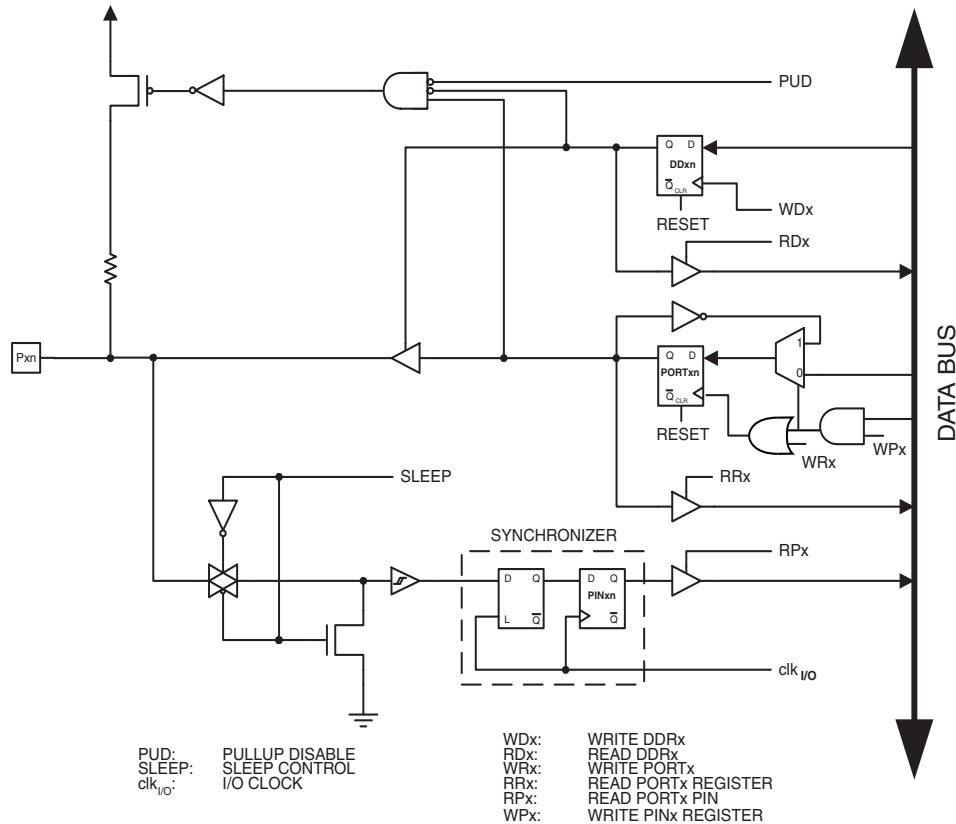 PUD
Q D
DDxn
Q CLR
WDx
RESET
RDx
1
Pxn
Q D
0
PORTxn
Q CLR
RESET
WRx
WPx
DATA BUS
SLEEP
RRx
SYNCHRONIZER
RPx
D Q
D Q
PINxn
L Q
Q
clk I/O
PUD: PULLUP DISABLE
SLEEP: SLEEP CONTROL
clkI/O: I/O CLOCK
WDx: WRITE DDRx
RDx: READ DDRx
WRx: WRITE PORTx
RRx: READ PORTx REGISTER
RPx: READ PORTx PIN
WPx: WRITE PINx REGISTER